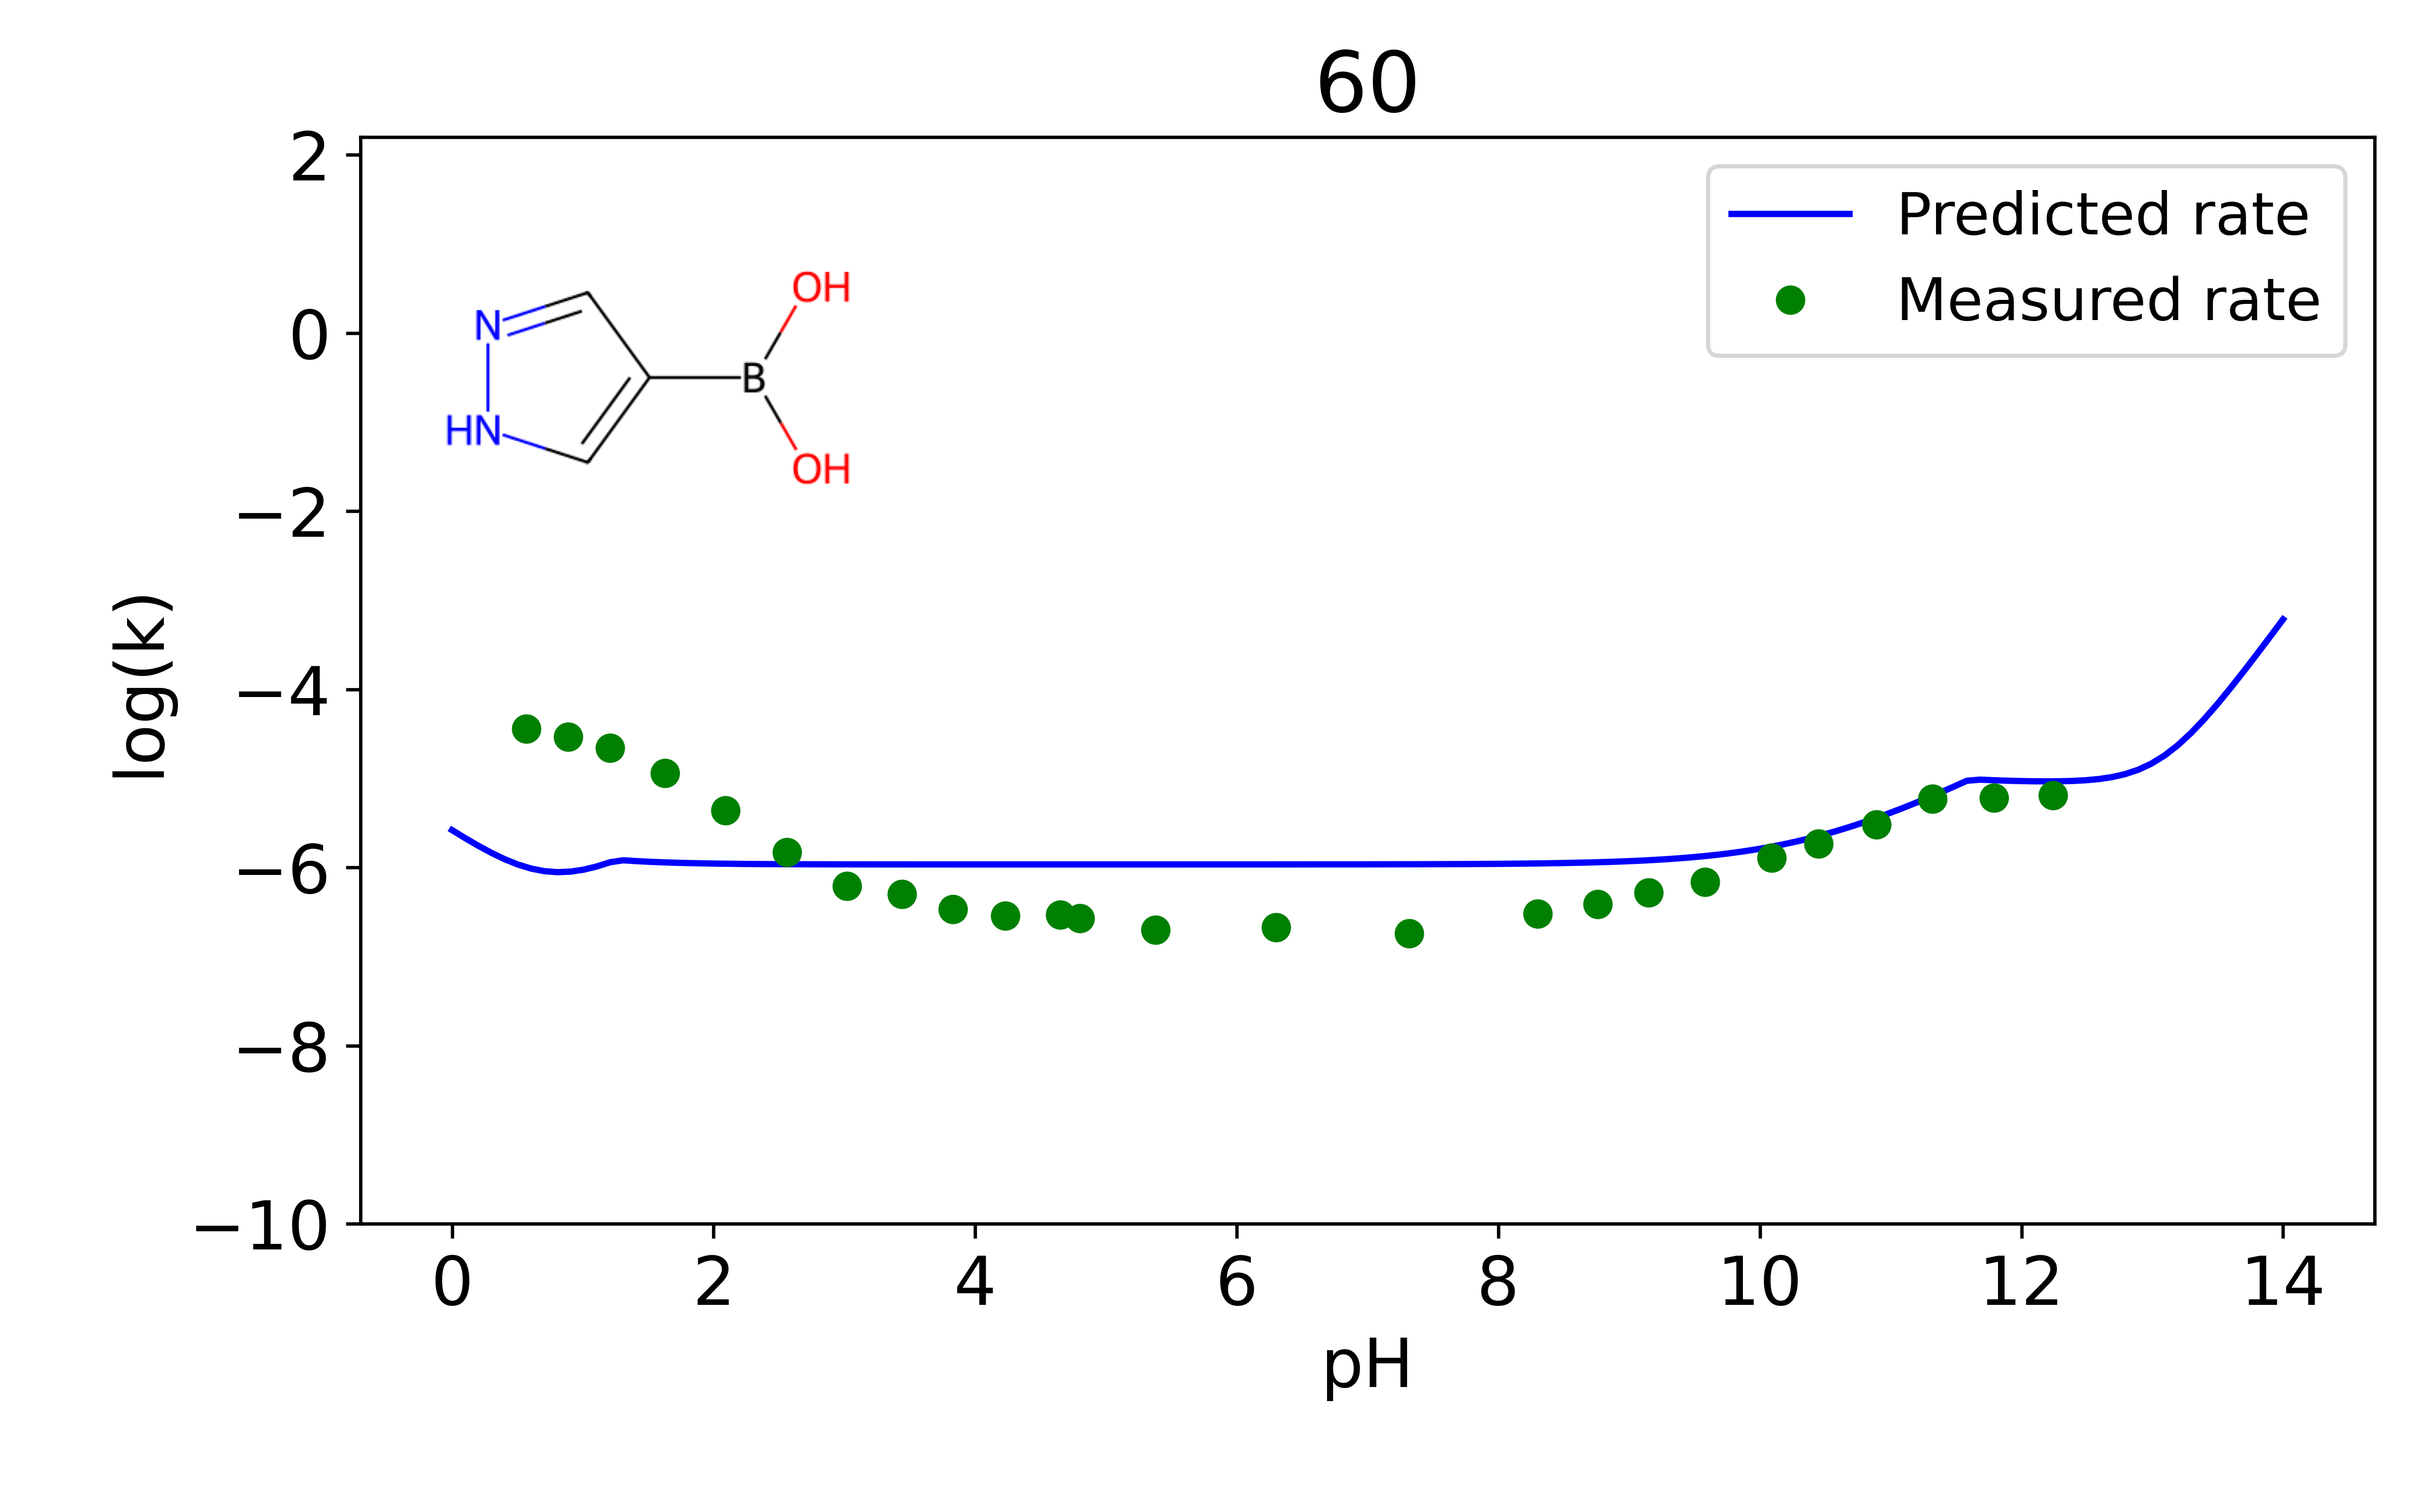 60
2
0
−2
−4
−6
−8
−10
log(k)
N
HN
B
OH
OH
Predicted rate
Measured rate
0 2 4 6 8 10 12 14
pH